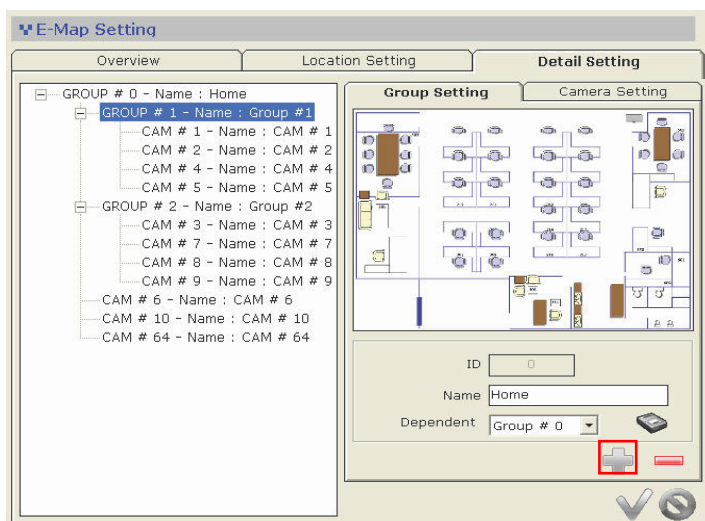 E-Map Setting
Overview
Location Setting
Detail Setting
GROUP # 0 - Name : Home
GROUP # 1 - Name : Group #1
CAM # 1 - Name : CAM # 1
CAM # 2 - Name : CAM # 2
CAM # 4 - Name : CAM # 4
CAM # 5 - Name : CAM # 5
GROUP # 2 - Name : Group #2
CAM # 3 - Name : CAM # 3
CAM # 7 - Name : CAM # 7
CAM # 8 - Name : CAM # 8
CAM # 9 - Name : CAM # 9
CAM # 6 - Name : CAM # 6
CAM # 10 - Name : CAM # 10
CAM # 64 - Name : CAM # 64
Group Setting
Camera Setting
ID 0
Name Home
Dependent Group # 0